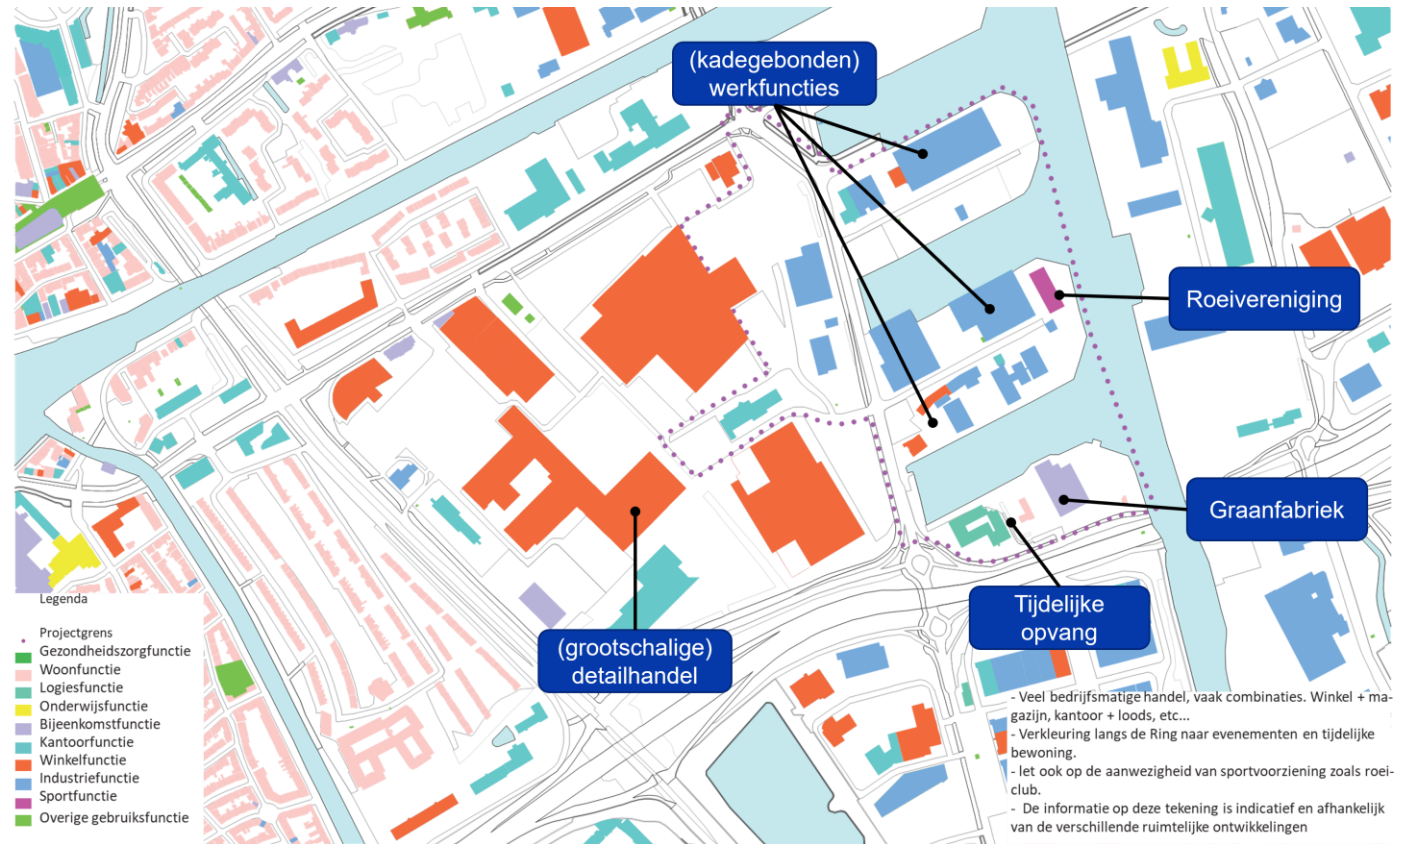 (kadegebonden)
werkfuncties
Roeivereniging
Graanfabriek
Tijdelijke
opvang
(grootschalige)
detailhandel
Legenda
Projectgrens
Gezondheidszorgfunctie
Woonfunctie
Logiesfunctie
Onderwijsfunctie
Bijeenkomstfunctie
Kantoorfunctie
Winkelfunctie
Industriefunctie
Sportfunctie
Overige gebruiksfunctie
- Veel bedrijfsmatige handel, vaak combinaties. Winkel + ma-
gazijn, kantoor + loods, etc...
- Verkleuring langs de Ring naar evenementen en tijdelijke
bewoning.
- let ook op de aanwezigheid van sportvoorziening zoals roei-
club.
- De informatie op deze tekening is indicatief en afhankelijk
van de verschillende ruimtelijke ontwikkelingen